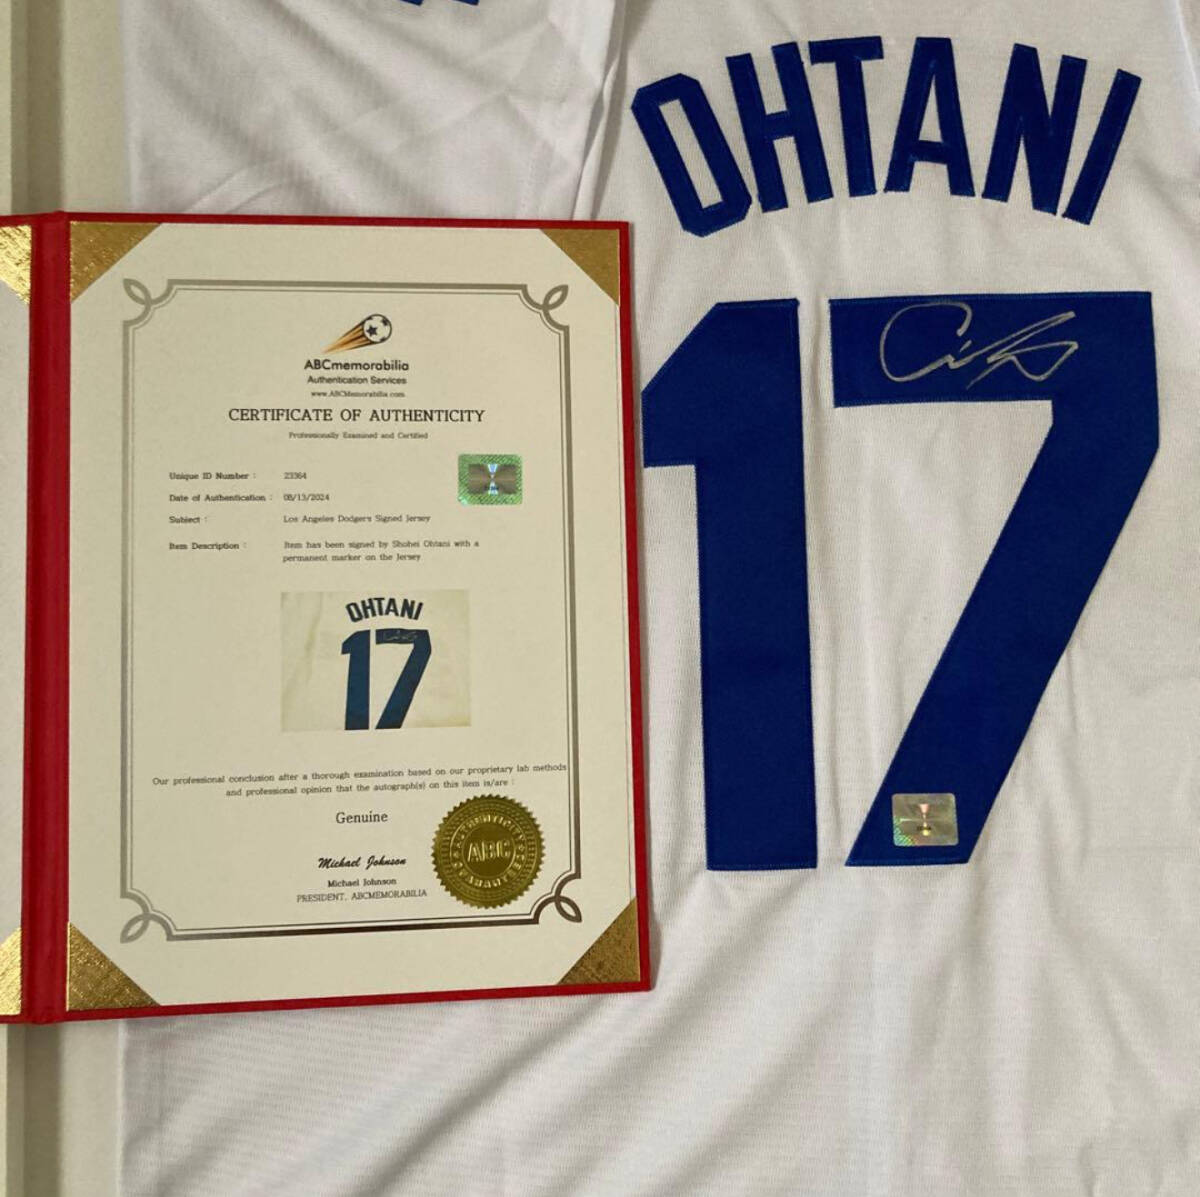 OHTANI
17
ABCmemorabilia
Authentication Services
www.ABCMemorabilia.com
CERTIFICATE OF AUTHENTICITY
Professionally Examined and Certified
Unique ID Number : 23364
Date of Authentication : 08/13/2024
Subject : Los Angeles Dodgers Signed Jersey
Item Description : Item has been signed by Shohei Ohtani with a
permanent marker on the Jersey
OHTANI
17
Our professional conclusion after a thorough examination based on our proprietary lab methods
and professional opinion that the autograph(s) on this item is/are :
Genuine
Michael Johnson
Michael Johnson
PRESIDENT, ABCMEMORABILIA
AUTHENTICITY
ABC
GUARANTEED